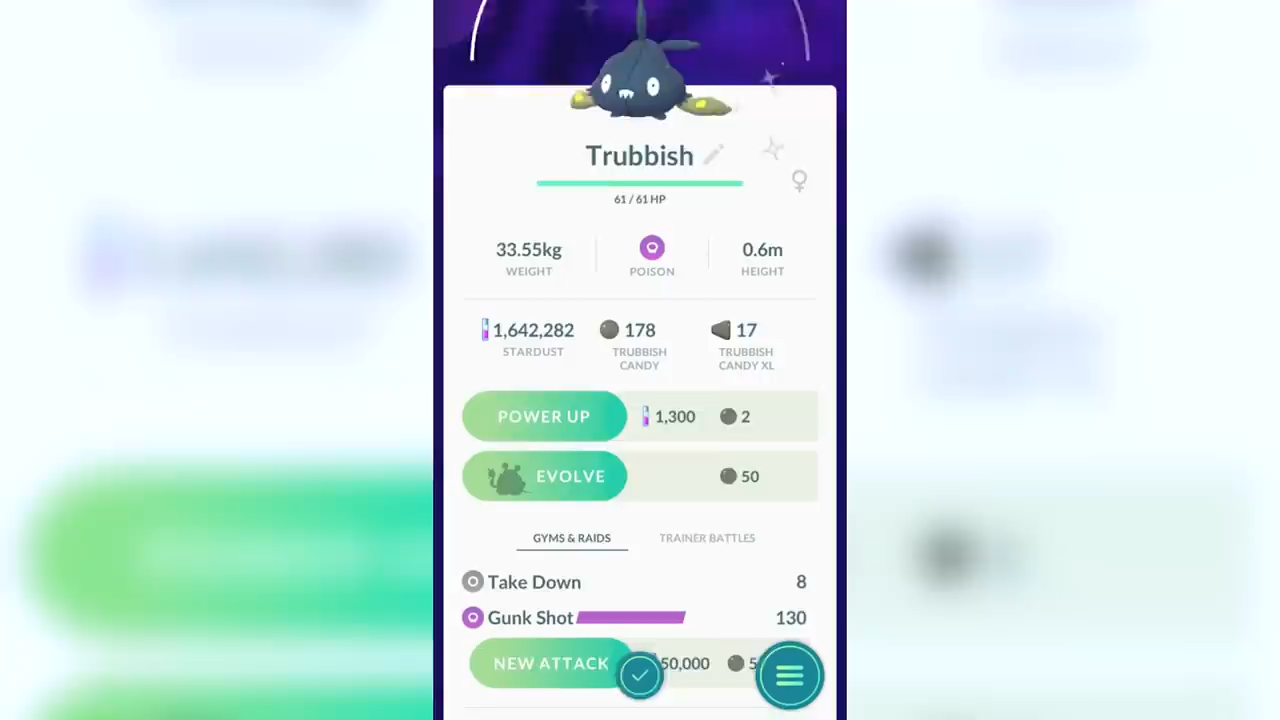 Trubbish
61 / 61 HP
33.55kg
WEIGHT
POISON
0.6m
HEIGHT
1,642,282
STARDUST
178
TRUBBISH
CANDY
17
TRUBBISH
CANDY XL
POWER UP 1,300 2
EVOLVE 50
GYMS & RAIDS TRAINER BATTLES
Take Down 8
Gunk Shot 130
NEW ATTACK 50,000